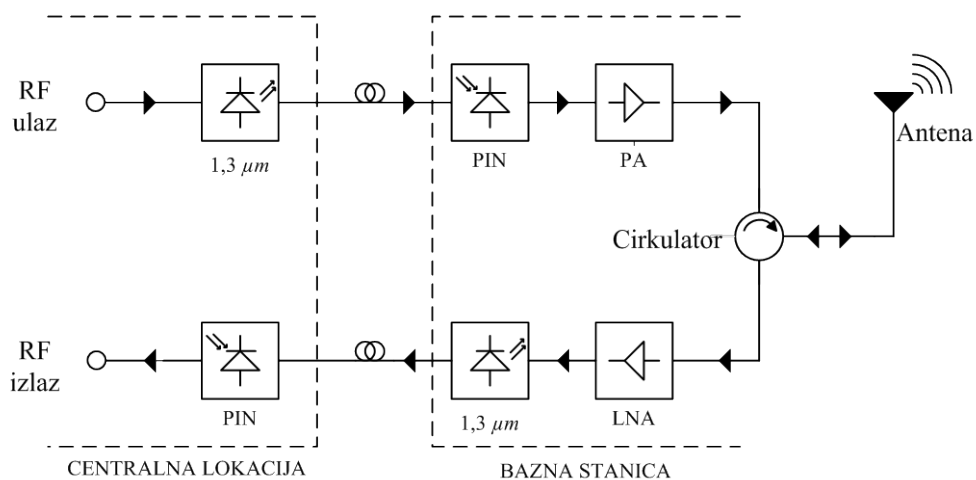 RF
ulaz
1,3 µm
PIN
PA
Antena
Cirkulator
RF
izlaz
PIN
1,3 µm
LNA
CENTRALNA LOKACIJA
BAZNA STANICA